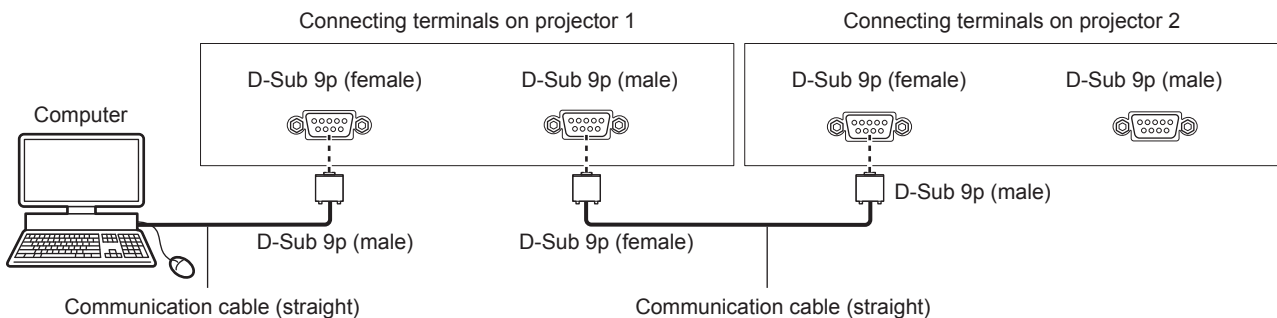 Connecting terminals on projector 1
Connecting terminals on projector 2
D-Sub 9p (female)
D-Sub 9p (male)
D-Sub 9p (female)
D-Sub 9p (male)
Computer
D-Sub 9p (male)
D-Sub 9p (male)
D-Sub 9p (female)
Communication cable (straight)
Communication cable (straight)